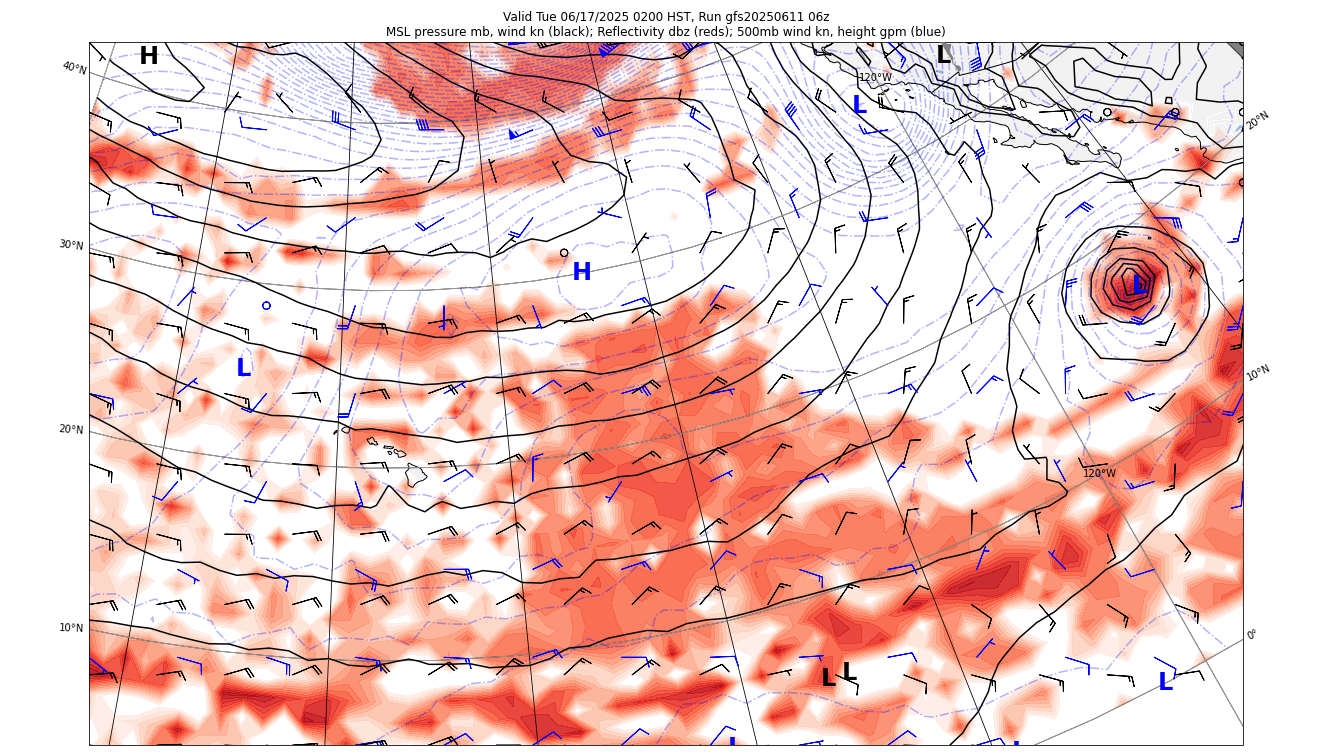 Valid Tue 06/17/2025 0200 HST, Run gfs20250611 06z
MSL pressure mb, wind kn (black); Reflectivity dbz (reds); 500mb wind kn, height gpm (blue)
H
L
40°N
120°W
L
20°N
30°N
H
L
L
10°N
20°N
120°W
10°N
0°
L
L
L
L